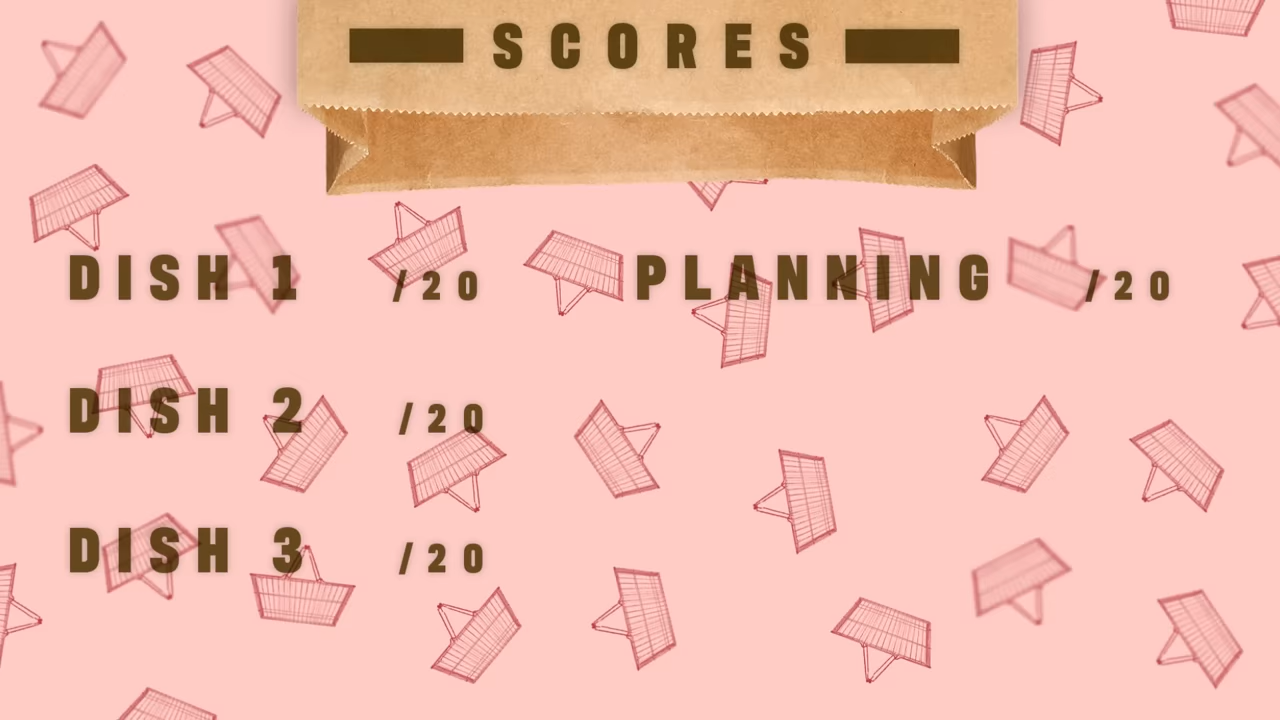 SCORES
DISH 1 /20
PLANNING /20
DISH 2 /20
DISH 3 /20